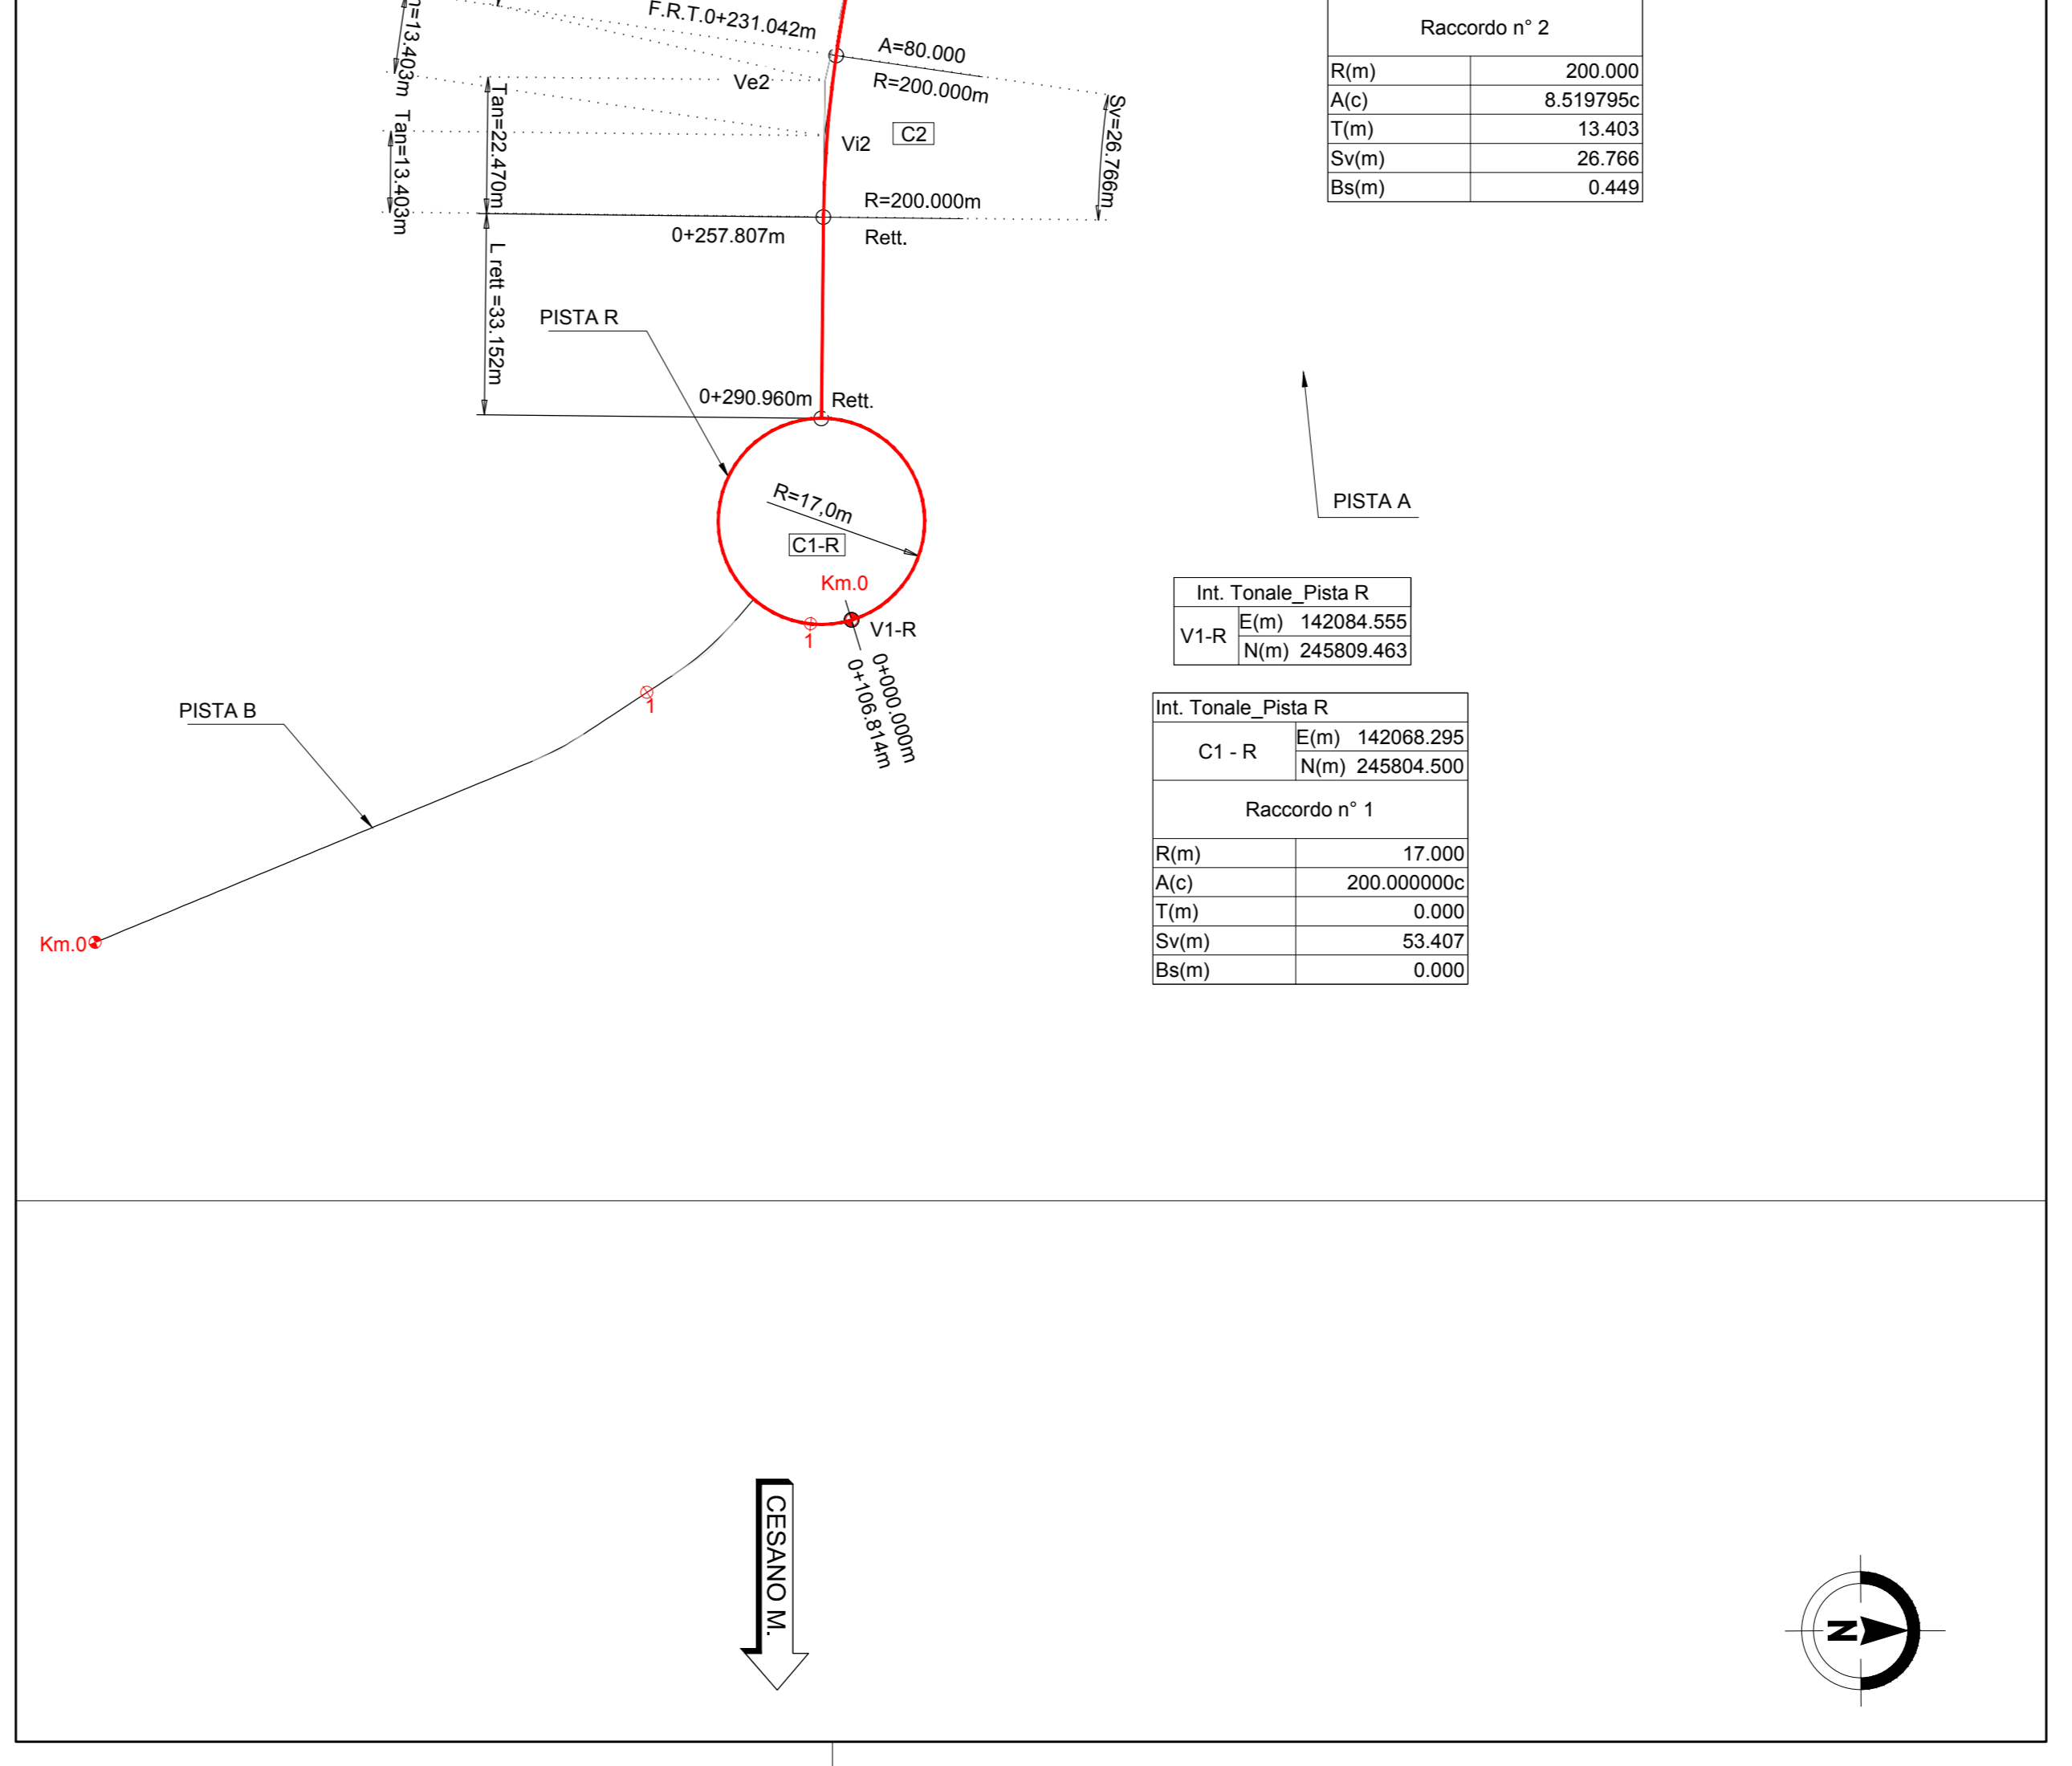 F.R.T.0+231.042m
A=80.000
R=200.000m
Ve2
Vi2
C2
n=13.403m
Tan=22.470m
Tan=13.403m
Sv=26.766m
R=200.000m
0+257.807m
Rett.
L rett =33.152m
PISTA R
0+290.960m
Rett.
R=17,0m
C1-R
Km.0
1
V1-R
0+000.000m
0+106.814m
PISTA A
PISTA B
1
Km.0
Raccordo n° 2
R(m) 200.000
A(c) 8.519795c
T(m) 13.403
Sv(m) 26.766
Bs(m) 0.449
Int. Tonale_Pista R
V1-R
E(m) 142084.555
N(m) 245809.463
Int. Tonale_Pista R
C1 - R
E(m) 142068.295
N(m) 245804.500
Raccordo n° 1
R(m) 17.000
A(c) 200.000000c
T(m) 0.000
Sv(m) 53.407
Bs(m) 0.000
CESANO M.
N